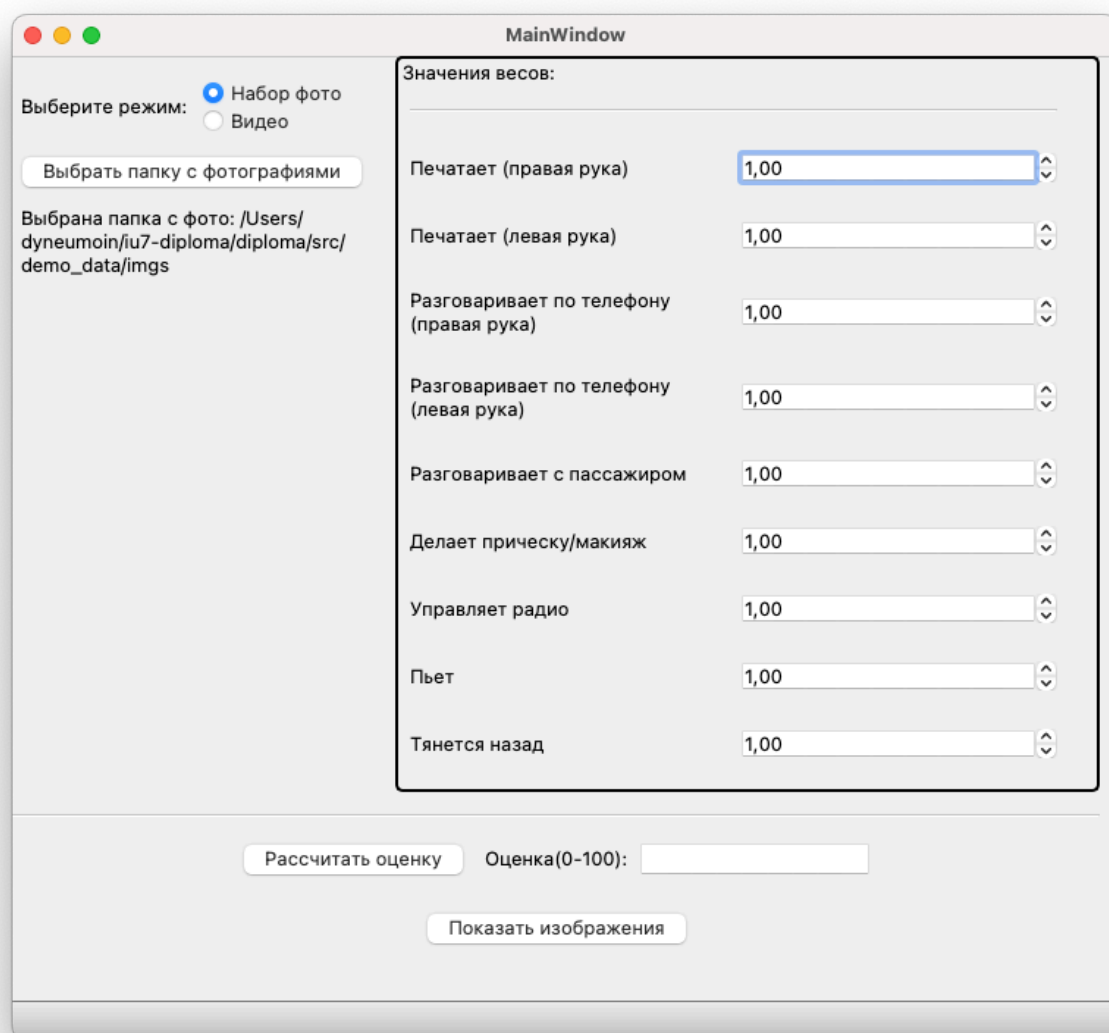 MainWindow
Выберите режим:
Набор фото
Видео
Выбрать папку с фотографиями
Выбрана папка с фото: /Users/
dyneumoin/iu7-diploma/diploma/src/
demo_data/imgs
Значения весов:
Печатает (правая рука) 1,00
Печатает (левая рука) 1,00
Разговаривает по телефону
(правая рука) 1,00
Разговаривает по телефону
(левая рука) 1,00
Разговаривает с пассажиром 1,00
Делает прическу/макияж 1,00
Управляет радио 1,00
Пьет 1,00
Тянется назад 1,00
Рассчитать оценку Оценка(0-100):
Показать изображения